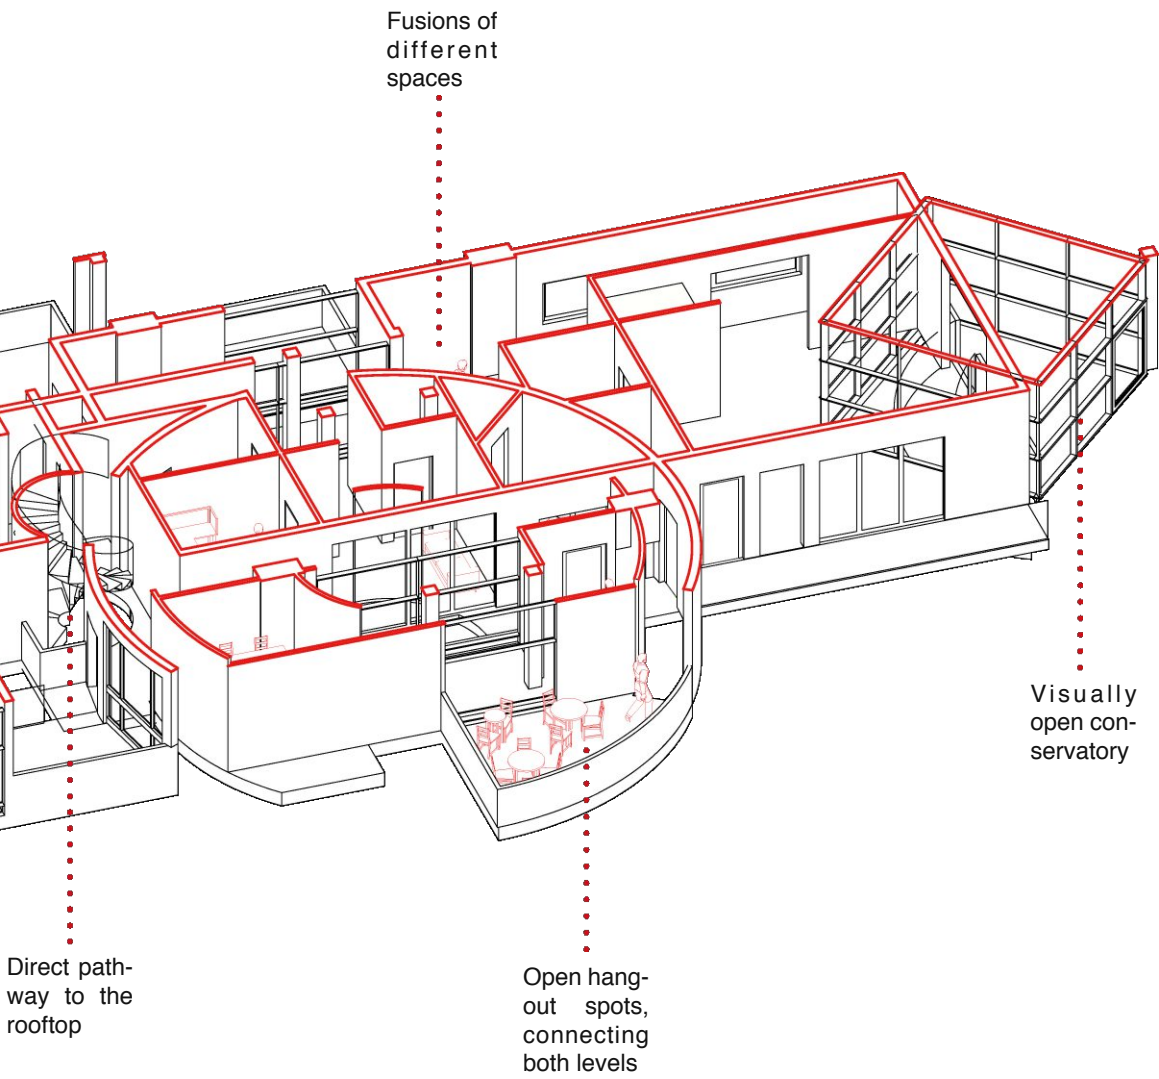 Fusions of
different
spaces
Visually
open con-
servatory
Direct path-
way to the
rooftop
Open hang-
out spots,
connecting
both levels